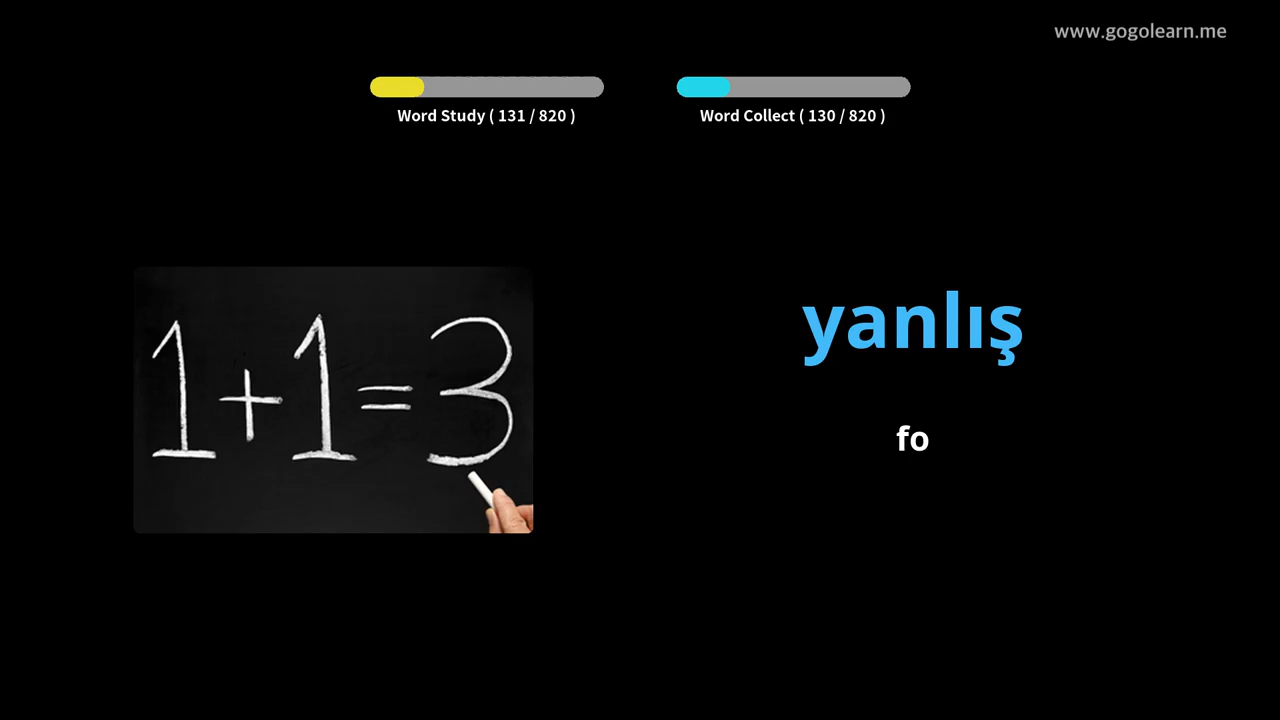 www.gogolearn.me
Word Study ( 131 / 820 )
Word Collect ( 130 / 820 )
1+1=3
yanlış
fo